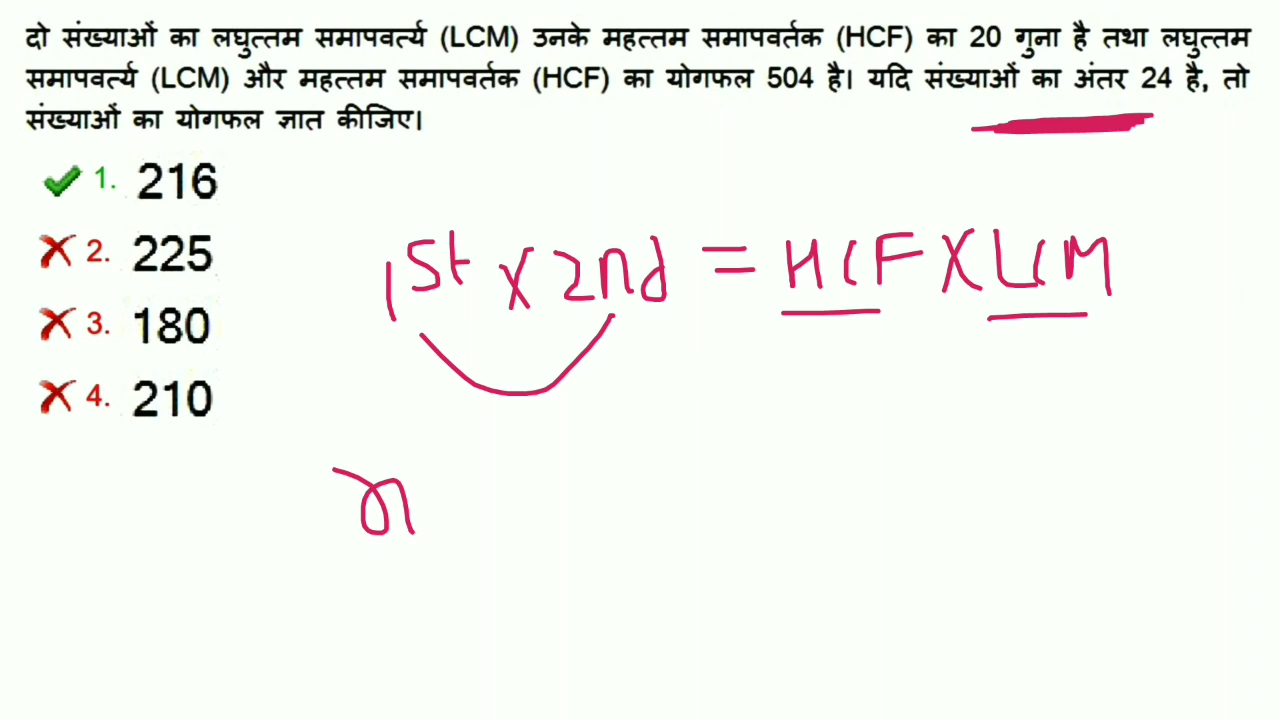 दो संख्याओं का लघुत्तम समापवर्त्य (LCM) उनके महत्तम समापवर्तक (HCF) का 20 गुना है तथा लघुत्तम
समापवर्त्य (LCM) और महत्तम समापवर्तक (HCF) का योगफल 504 है। यदि संख्याओं का अंतर 24 है, तो
संख्याओं का योगफल ज्ञात कीजिए।
1. 216
2. 225
3. 180
4. 210
1st x 2nd = HCF X LCM